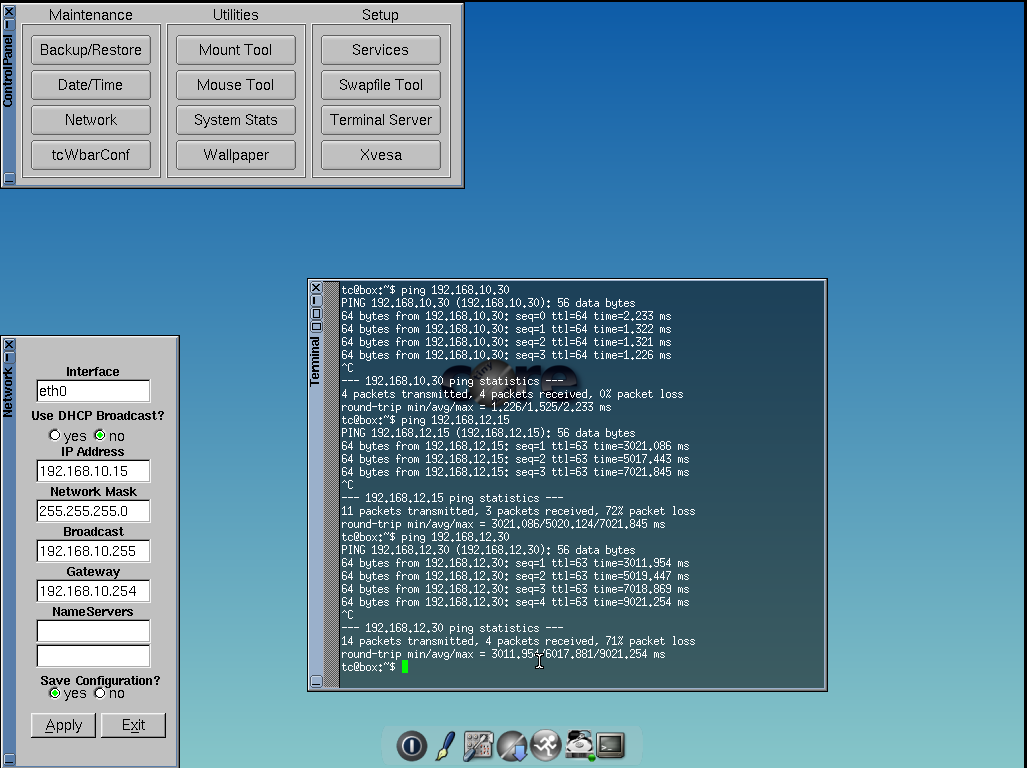 ControlPanel
Maintenance
Utilities
Setup
Backup/Restore
Mount Tool
Services
Date/Time
Mouse Tool
Swapfile Tool
Network
System Stats
Terminal Server
tcWbarConf
Wallpaper
Xvesa
Network
Interface
eth0
Use DHCP Broadcast?
yes no
IP Address
192.168.10.15
Network Mask
255.255.255.0
Broadcast
192.168.10.255
Gateway
192.168.10.254
NameServers
Save Configuration?
yes no
Apply
Exit
Terminal
tc@box:~$ ping 192.168.10.30
PING 192.168.10.30 (192.168.10.30): 56 data bytes
64 bytes from 192.168.10.30: seq=0 ttl=64 time=2.233 ms
64 bytes from 192.168.10.30: seq=1 ttl=64 time=1.322 ms
64 bytes from 192.168.10.30: seq=2 ttl=64 time=1.321 ms
64 bytes from 192.168.10.30: seq=3 ttl=64 time=1.226 ms
^C
--- 192.168.10.30 ping statistics ---
4 packets transmitted, 4 packets received, 0% packet loss
round-trip min/avg/max = 1.226/1.525/2.233 ms
tc@box:~$ ping 192.168.12.15
PING 192.168.12.15 (192.168.12.15): 56 data bytes
64 bytes from 192.168.12.15: seq=1 ttl=63 time=3021.086 ms
64 bytes from 192.168.12.15: seq=2 ttl=63 time=5017.443 ms
64 bytes from 192.168.12.15: seq=3 ttl=63 time=7021.845 ms
^C
--- 192.168.12.15 ping statistics ---
11 packets transmitted, 3 packets received, 72% packet loss
round-trip min/avg/max = 3021.086/5020.124/7021.845 ms
tc@box:~$ ping 192.168.12.30
PING 192.168.12.30 (192.168.12.30): 56 data bytes
64 bytes from 192.168.12.30: seq=1 ttl=63 time=3011.954 ms
64 bytes from 192.168.12.30: seq=2 ttl=63 time=5019.447 ms
64 bytes from 192.168.12.30: seq=3 ttl=63 time=7018.869 ms
64 bytes from 192.168.12.30: seq=4 ttl=63 time=9021.254 ms
^C
--- 192.168.12.30 ping statistics ---
14 packets transmitted, 4 packets received, 71% packet loss
round-trip min/avg/max = 3011.954/6017.881/9021.254 ms
tc@box:~$
tiny
core